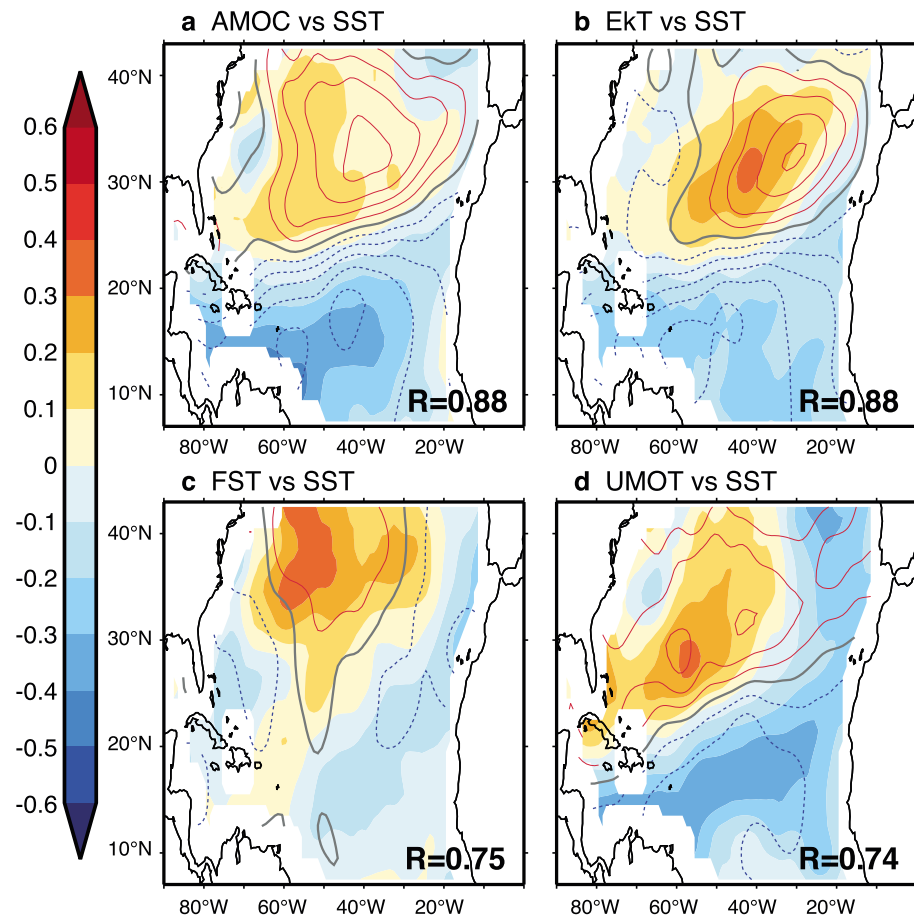 a AMOC vs SST
b EkT vs SST
0.6
0.5
0.4
0.3
0.2
0.1
0
-0.1
-0.2
-0.3
-0.4
-0.5
-0.6
40°N
30°N
20°N
10°N
R=0.88
R=0.88
80°W 60°W 40°W 20°W
80°W 60°W 40°W 20°W
c FST vs SST
d UMOT vs SST
40°N
30°N
20°N
10°N
R=0.75
R=0.74
80°W 60°W 40°W 20°W
80°W 60°W 40°W 20°W